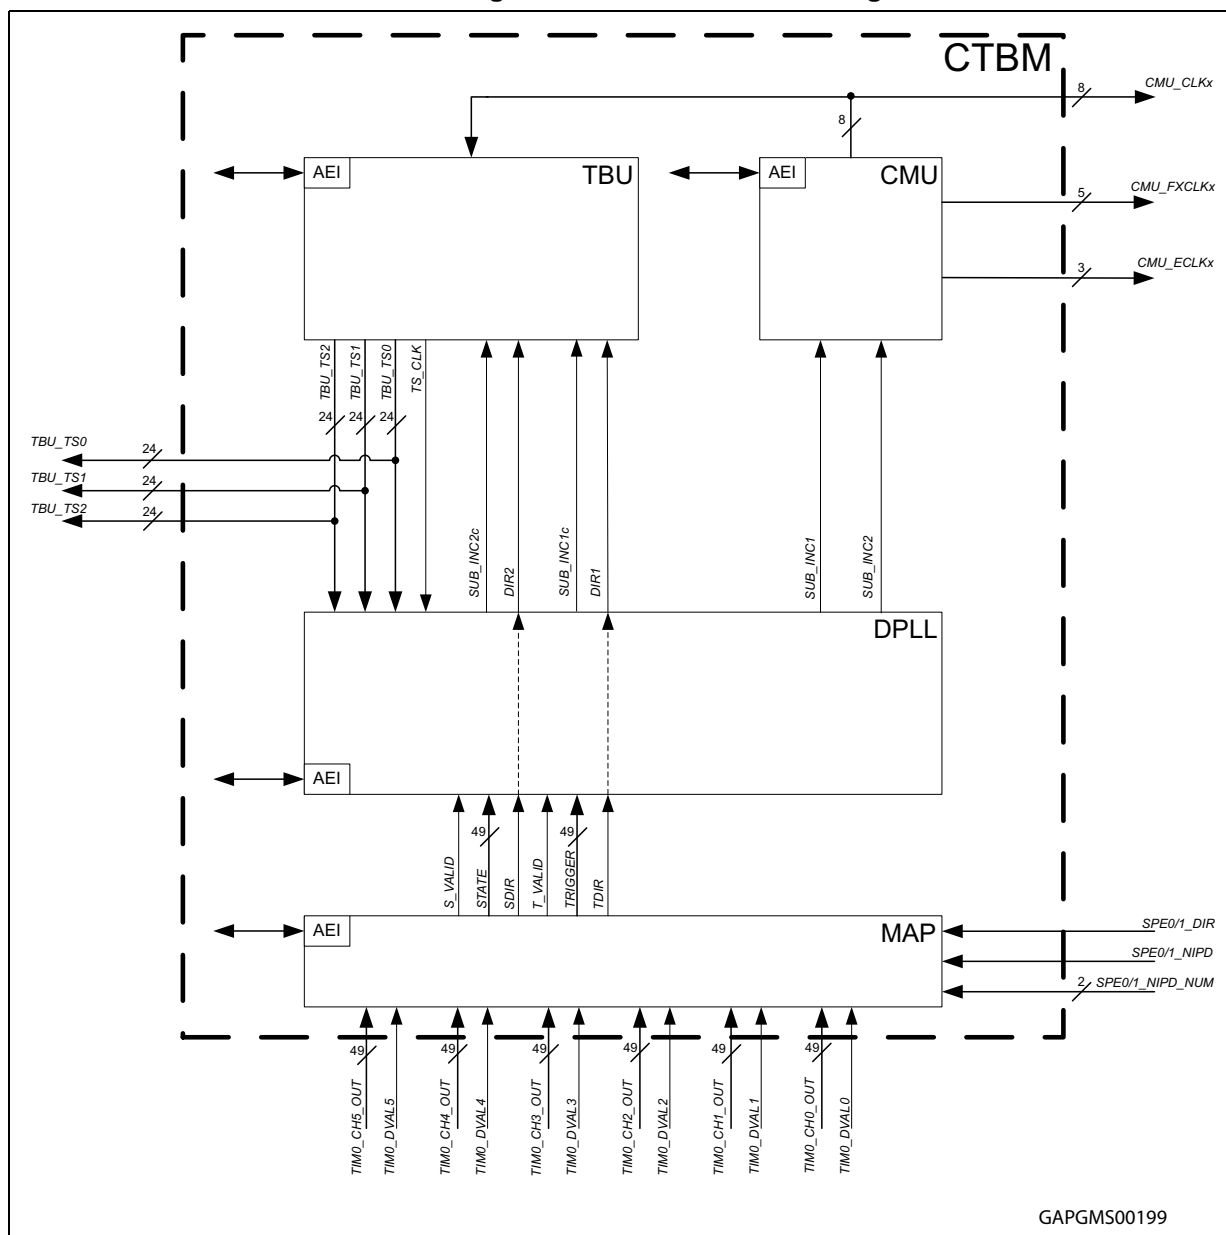 CTBM
8
CMU_CLKx
8
AEI
TBU
AEI
CMU
5
CMU_FXCLKx
3
CMU_ECLKx
TBU_TS2
TBU_TS1
TBU_TS0
TS_CLK
24
24
24
TBU_TS0
24
TBU_TS1
24
TBU_TS2
24
SUB_INC2c
DIR2
SUB_INC1c
DIR1
SUB_INC1
SUB_INC2
DPLL
AEI
S_VALID
STATE
49
SDIR
T_VALID
TRIGGER
49
TDIR
AEI
MAP
SPE0/1_DIR
SPE0/1_NIPD
2
SPE0/1_NIPD_NUM
49
49
49
49
49
49
TIM0_CH5_OUT
TIM0_DVAL5
TIM0_CH4_OUT
TIM0_DVAL4
TIM0_CH3_OUT
TIM0_DVAL3
TIM0_CH2_OUT
TIM0_DVAL2
TIM0_CH1_OUT
TIM0_DVAL1
TIM0_CH0_OUT
TIM0_DVAL0
GAPGMS00199